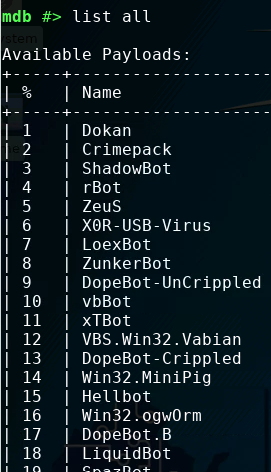 mdb #> list all
Available Payloads:
+-----+--------------------
| %   | Name
+-----+--------------------
| 1   | Dokan
| 2   | Crimepack
| 3   | ShadowBot
| 4   | rBot
| 5   | ZeuS
| 6   | X0R-USB-Virus
| 7   | LoexBot
| 8   | ZunkerBot
| 9   | DopeBot-UnCrippled
| 10  | vbBot
| 11  | xTBot
| 12  | VBS.Win32.Vabian
| 13  | DopeBot-Crippled
| 14  | Win32.MiniPig
| 15  | Hellbot
| 16  | Win32.ogwOrm
| 17  | DopeBot.B
| 18  | LiquidBot
| 19  | SpazBot